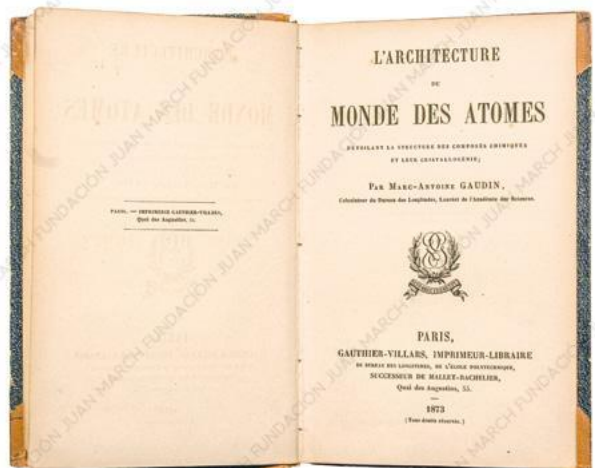 PARIS. — IMPRIMERIE GAUTHIER-VILLARS,
Quai des Augustins, 55.
L'ARCHITECTURE
DU
MONDE DES ATOMES
DÉVOILANT LA STRUCTURE DES COMPOSÉS CHIMIQUES
ET LEUR CRISTALLOGÉNIE;
PAR MARC-ANTOINE GAUDIN,
Calculateur du Bureau des Longitudes, Lauréat de l'Académie des Sciences.
PARIS,
GAUTHIER-VILLARS, IMPRIMEUR-LIBRAIRE
DU BUREAU DES LONGITUDES, DE L'ÉCOLE POLYTECHNIQUE,
SUCCESSEUR DE MALLET-BACHELIER,
Quai des Augustins, 55.
1873
(Tous droits réservés.)
FUNDACIÓN JUAN MARCH